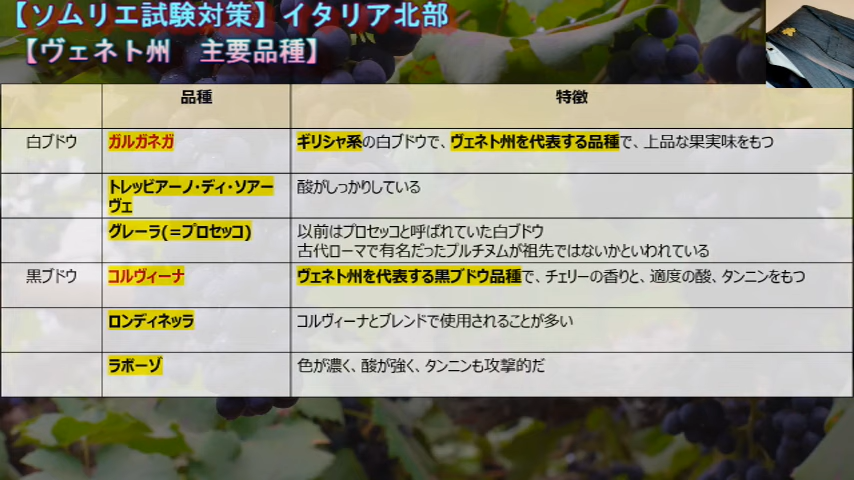 【ソムリエ試験対策】イタリア北部
【ヴェネト州　主要品種】
品種 特徴
白ブドウ ガルガネガ ギリシャ系の白ブドウで、ヴェネト州を代表する品種で、上品な果実味をもつ
トレッビアーノ・ディ・ソアーヴェ 酸がしっかりしている
グレーラ(=プロセッコ) 以前はプロセッコと呼ばれていた白ブドウ
古代ローマで有名だったプルチヌムが祖先ではないかといわれている
黒ブドウ コルヴィーナ ヴェネト州を代表する黒ブドウ品種で、チェリーの香りと、適度の酸、タンニンをもつ
ロンディネッラ コルヴィーナとブレンドで使用されることが多い
ラボーゾ 色が濃く、酸が強く、タンニンも攻撃的だ